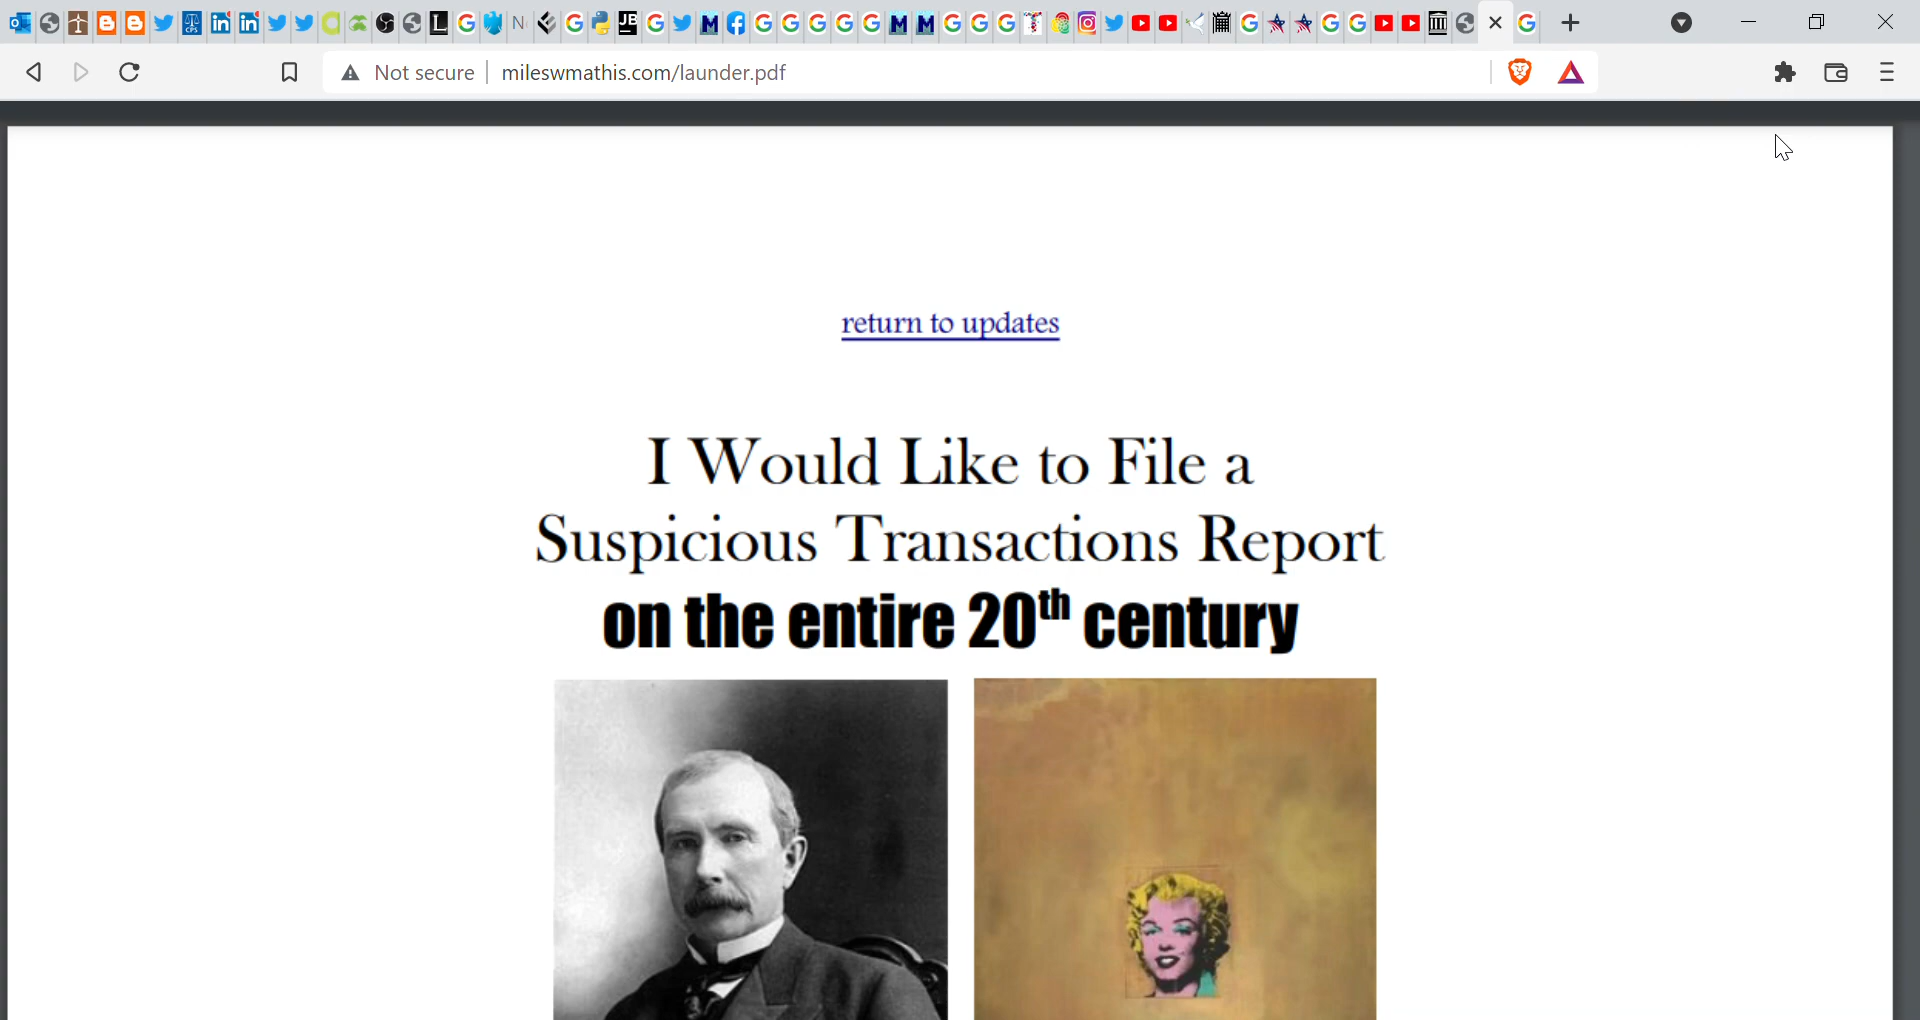 Not secure mileswmathis.com/launder.pdf
return to updates
I Would Like to File a
Suspicious Transactions Report
on the entire 20th century